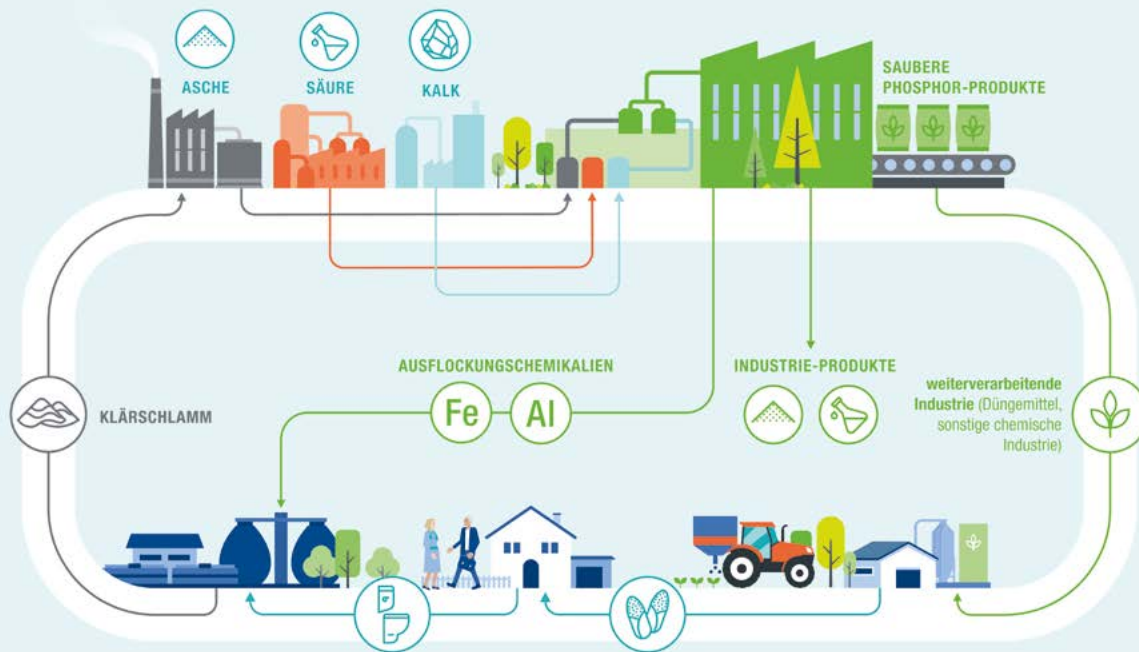 ASCHE
SÄURE
KALK
SAUBERE
PHOSPHOR-PRODUKTE
AUSFLOCKUNGSCHEMIKALIEN
Fe
Al
INDUSTRIE-PRODUKTE
weiterverarbeitende
Industrie (Düngemittel,
sonstige chemische
Industrie)
KLÄRSCHLAMM